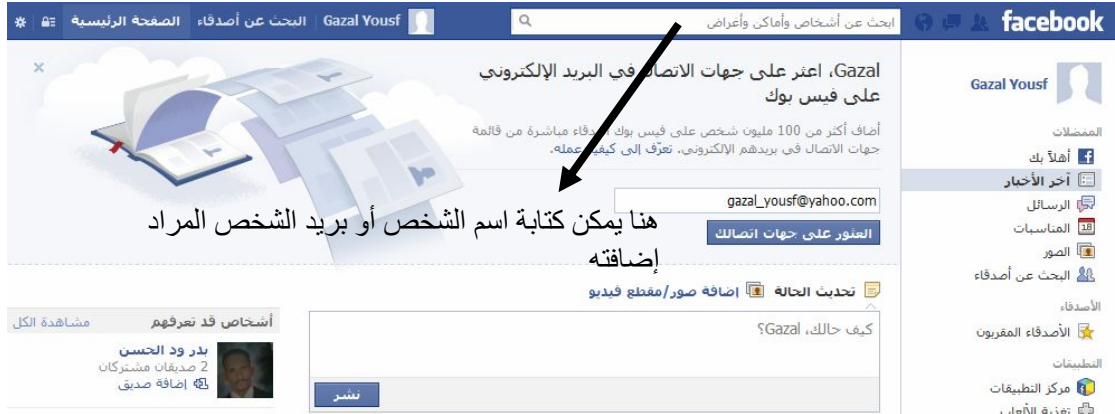 facebook
ابحث عن أشخاص وأماكن وأغراض
Gazal Yousf
البحث عن أصدقاء
الصفحة الرئيسية
Gazal Yousf
المفضلات
أهلاً بك
آخر الأخبار
الرسائل
18 المناسبات
الصور
البحث عن أصدقاء
الأصدقاء
الأصدقاء المقربون
التطبيقات
مركز التطبيقات
تغذية الألعاب
Gazal، اعثر على جهات الاتصال في البريد الإلكتروني
على فيس بوك
أضاف أكثر من 100 مليون شخص على فيس بوك أصدقاء مباشرة من قائمة
جهات الاتصال في بريدهم الإلكتروني. تعرّف إلى كيفية عمله.
gazal_yousf@yahoo.com
العثور على جهات اتصالك
هنا يمكن كتابة اسم الشخص أو بريد الشخص المراد
إضافته
تحديث الحالة إضافة صور/مقطع فيديو
كيف حالك، Gazal؟
نشر
أشخاص قد تعرفهم
مشاهدة الكل
بدر ود الحسن
2 صديقان مشتركان
إضافة صديق